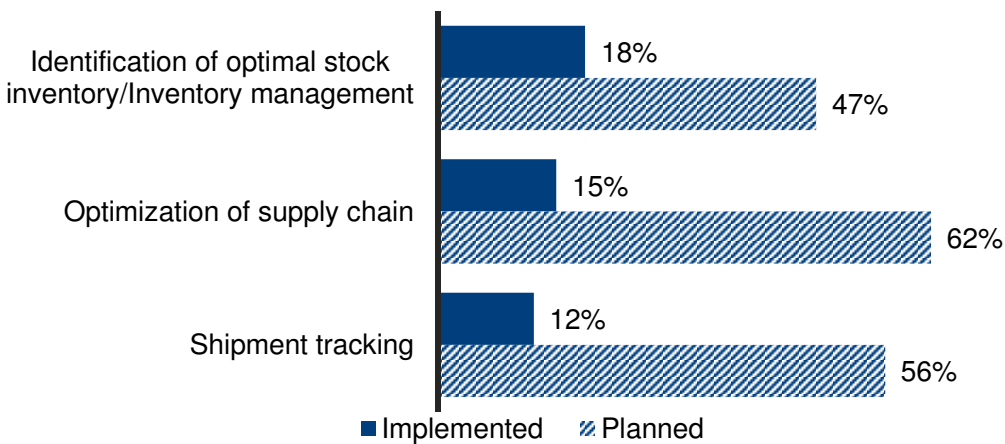 Identification of optimal stock
inventory/Inventory management
18%
47%
Optimization of supply chain
15%
62%
Shipment tracking
12%
56%
Implemented Planned